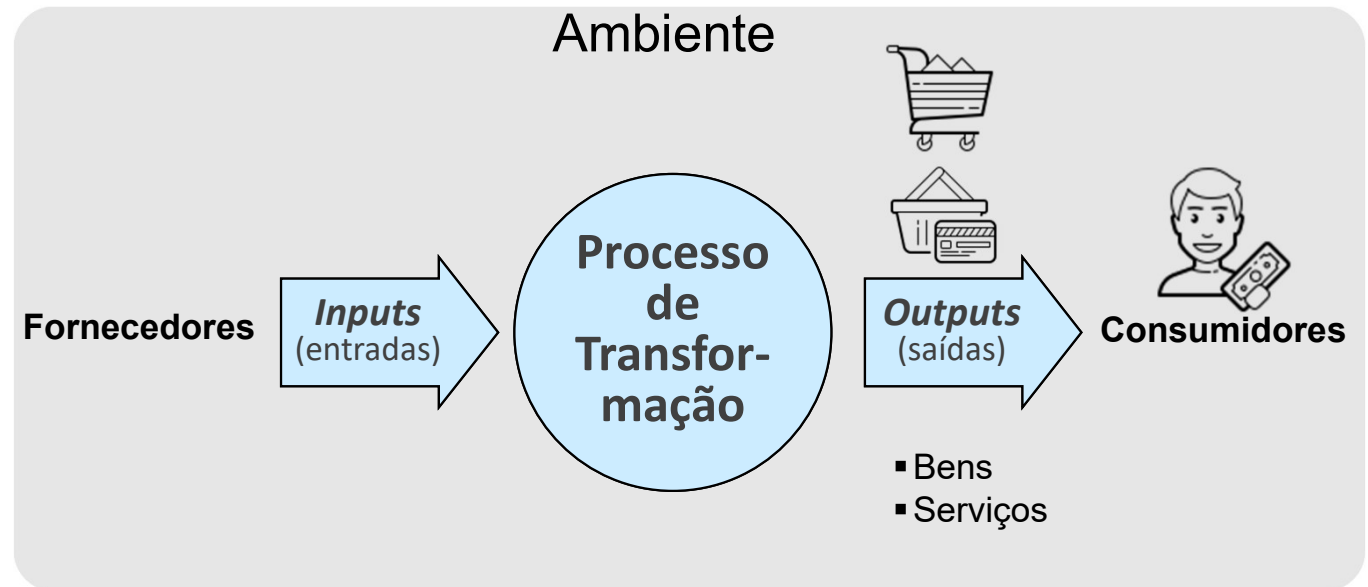 Ambiente
Fornecedores
Inputs
(entradas)
Processo
de
Transfor-
mação
Outputs
(saídas)
Consumidores
▪ Bens
▪ Serviços